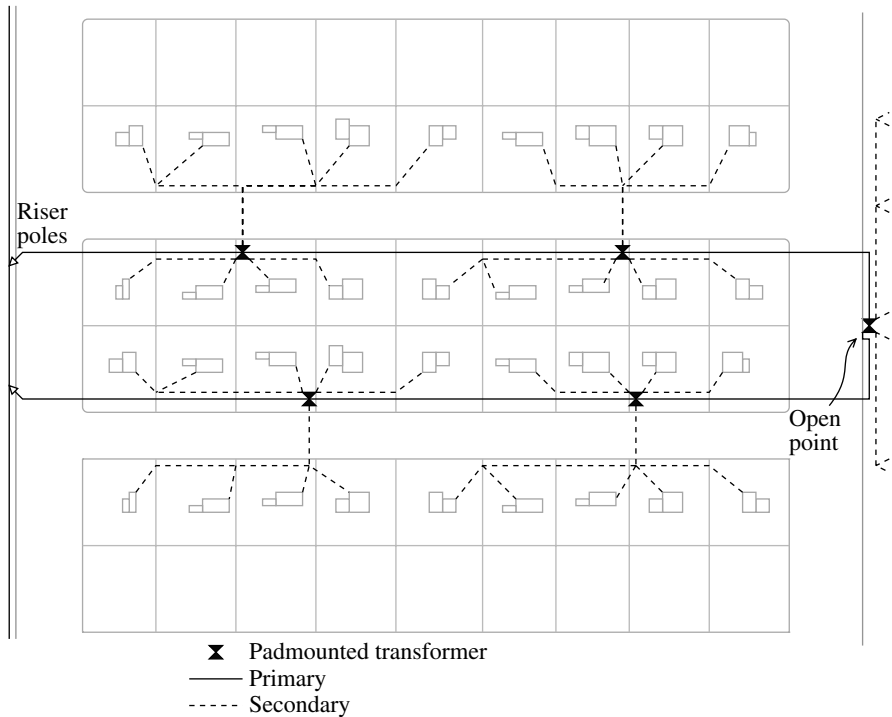 Riser
poles
Open
point
Padmounted transformer
Primary
Secondary